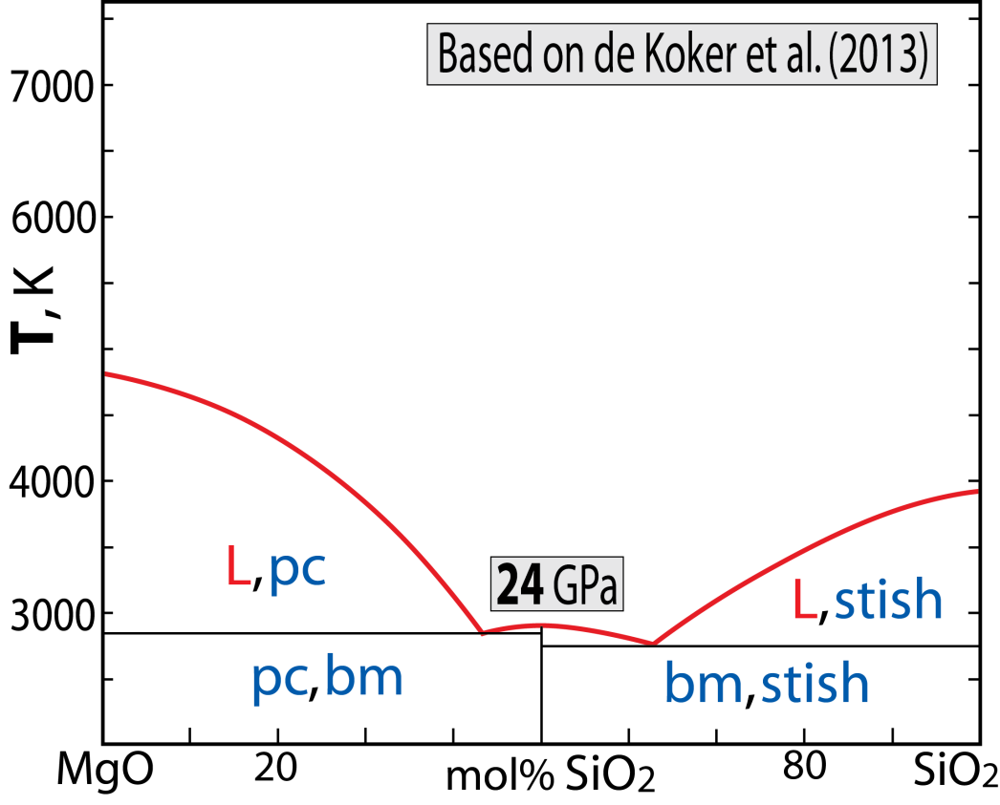 Based on de Koker et al. (2013)
7000
6000
T, K
4000
L,pc
24 GPa
L,stish
3000
pc,bm
bm,stish
MgO
20
mol% SiO₂
80
SiO₂